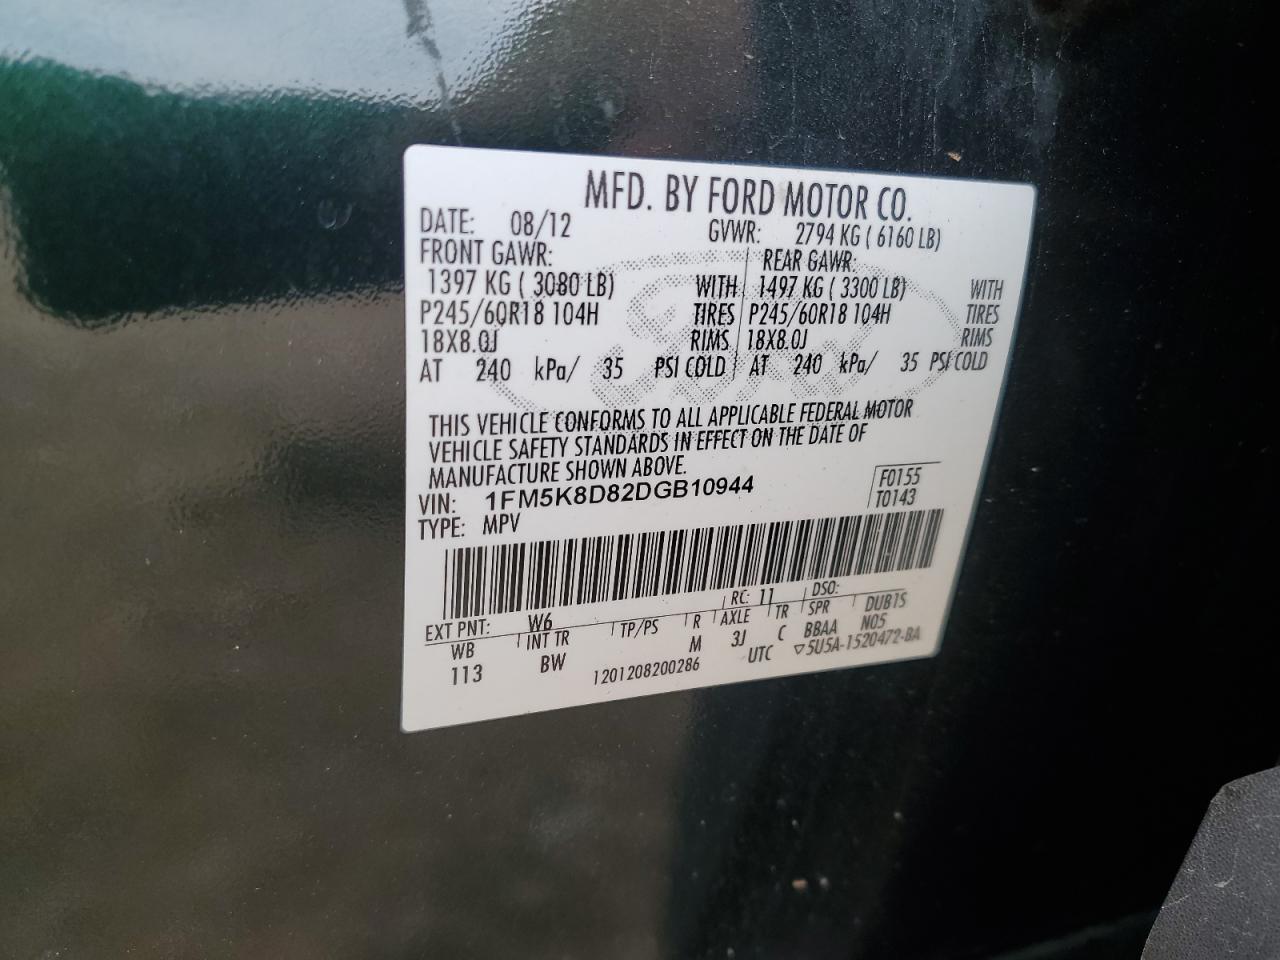 MFD. BY FORD MOTOR CO.
DATE: 08/12 GVWR: 2794 KG ( 6160 LB)
FRONT GAWR: REAR GAWR:
1397 KG ( 3080 LB) WITH 1497 KG ( 3300 LB) WITH
P245/60R18 104H TIRES P245/60R18 104H TIRES
18X8.0J RIMS 18X8.0J RIMS
AT 240 kPa/ 35 PSI COLD AT 240 kPa/ 35 PSI COLD
THIS VEHICLE CONFORMS TO ALL APPLICABLE FEDERAL MOTOR
VEHICLE SAFETY STANDARDS IN EFFECT ON THE DATE OF
MANUFACTURE SHOWN ABOVE.
VIN: 1FM5K8D82DGB10944 F0155
TYPE: MPV T0143
EXT PNT: W6 RC: 11 DSO:
WB INT TR TP/PS R AXLE TR SPR DUB1S
113 BW M 3J C BBAA N05
1201208200286 UTC ▽5U5A-1520472-BA